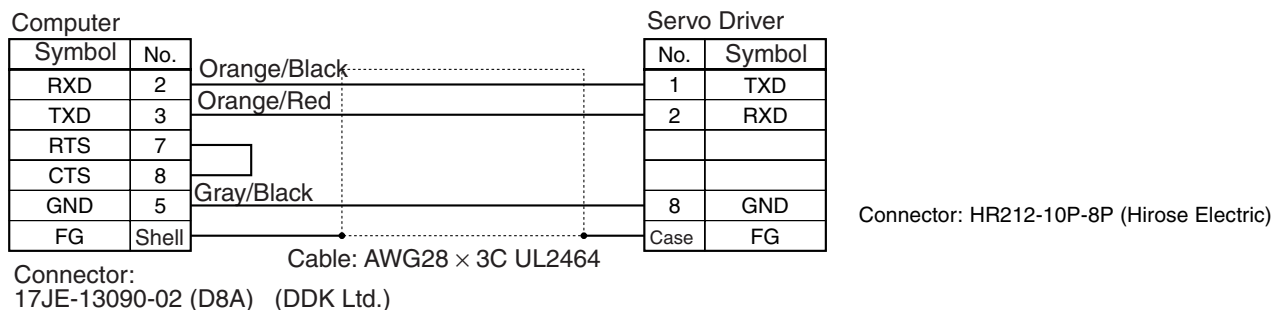 Computer
Servo Driver
Symbol No.
No. Symbol
Orange/Black
RXD 2
1 TXD
Orange/Red
TXD 3
2 RXD
RTS 7
CTS 8
Gray/Black
GND 5
8 GND
Connector: HR212-10P-8P (Hirose Electric)
FG Shell
Case FG
Cable: AWG28 × 3C UL2464
Connector:
17JE-13090-02 (D8A) (DDK Ltd.)